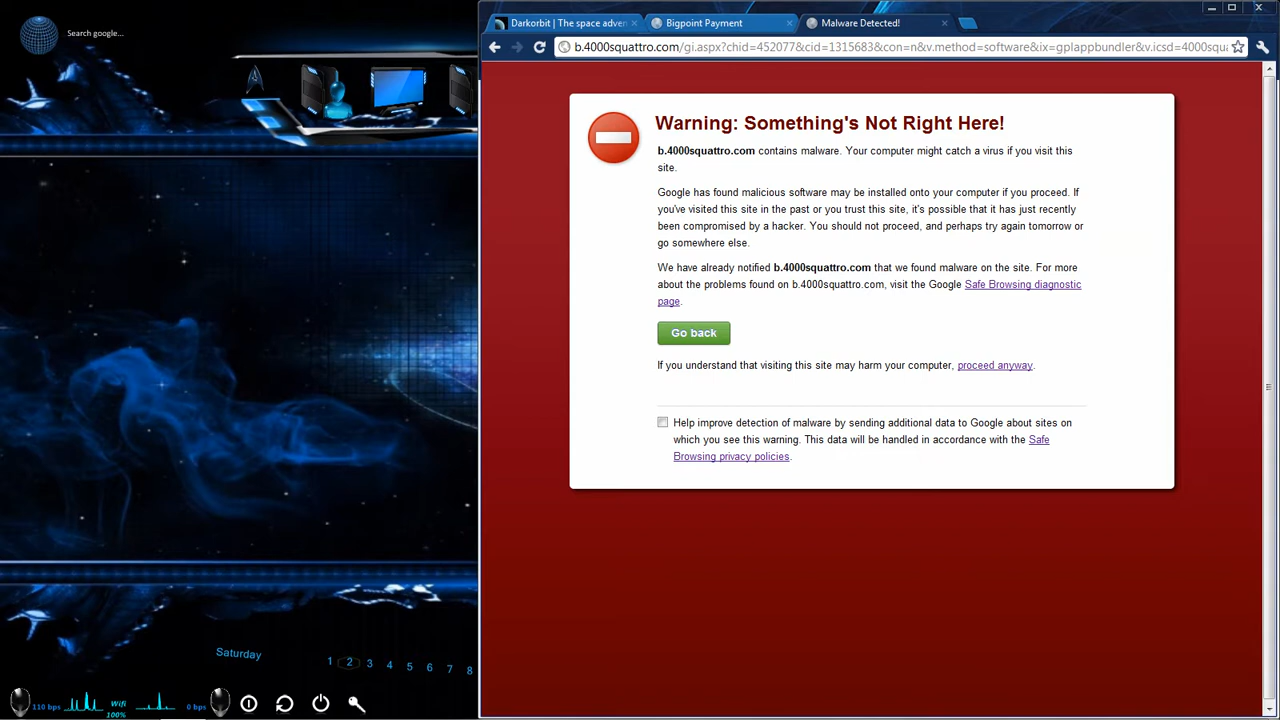 Search google...
Darkorbit | The space adven
Bigpoint Payment
Malware Detected!
b.4000squattro.com/gi.aspx?chid=452077&cid=1315683&con=n&v.method=software&ix=gplappbundler&v.icsd=4000squ
Warning: Something's Not Right Here!
b.4000squattro.com contains malware. Your computer might catch a virus if you visit this
site.
Google has found malicious software may be installed onto your computer if you proceed. If
you've visited this site in the past or you trust this site, it's possible that it has just recently
been compromised by a hacker. You should not proceed, and perhaps try again tomorrow or
go somewhere else.
We have already notified b.4000squattro.com that we found malware on the site. For more
about the problems found on b.4000squattro.com, visit the Google Safe Browsing diagnostic
page.
Go back
If you understand that visiting this site may harm your computer, proceed anyway.
Help improve detection of malware by sending additional data to Google about sites on
which you see this warning. This data will be handled in accordance with the Safe
Browsing privacy policies.
Saturday
1 2 3 4 5 6 7 8
110 bps
Wifi
100%
0 bps